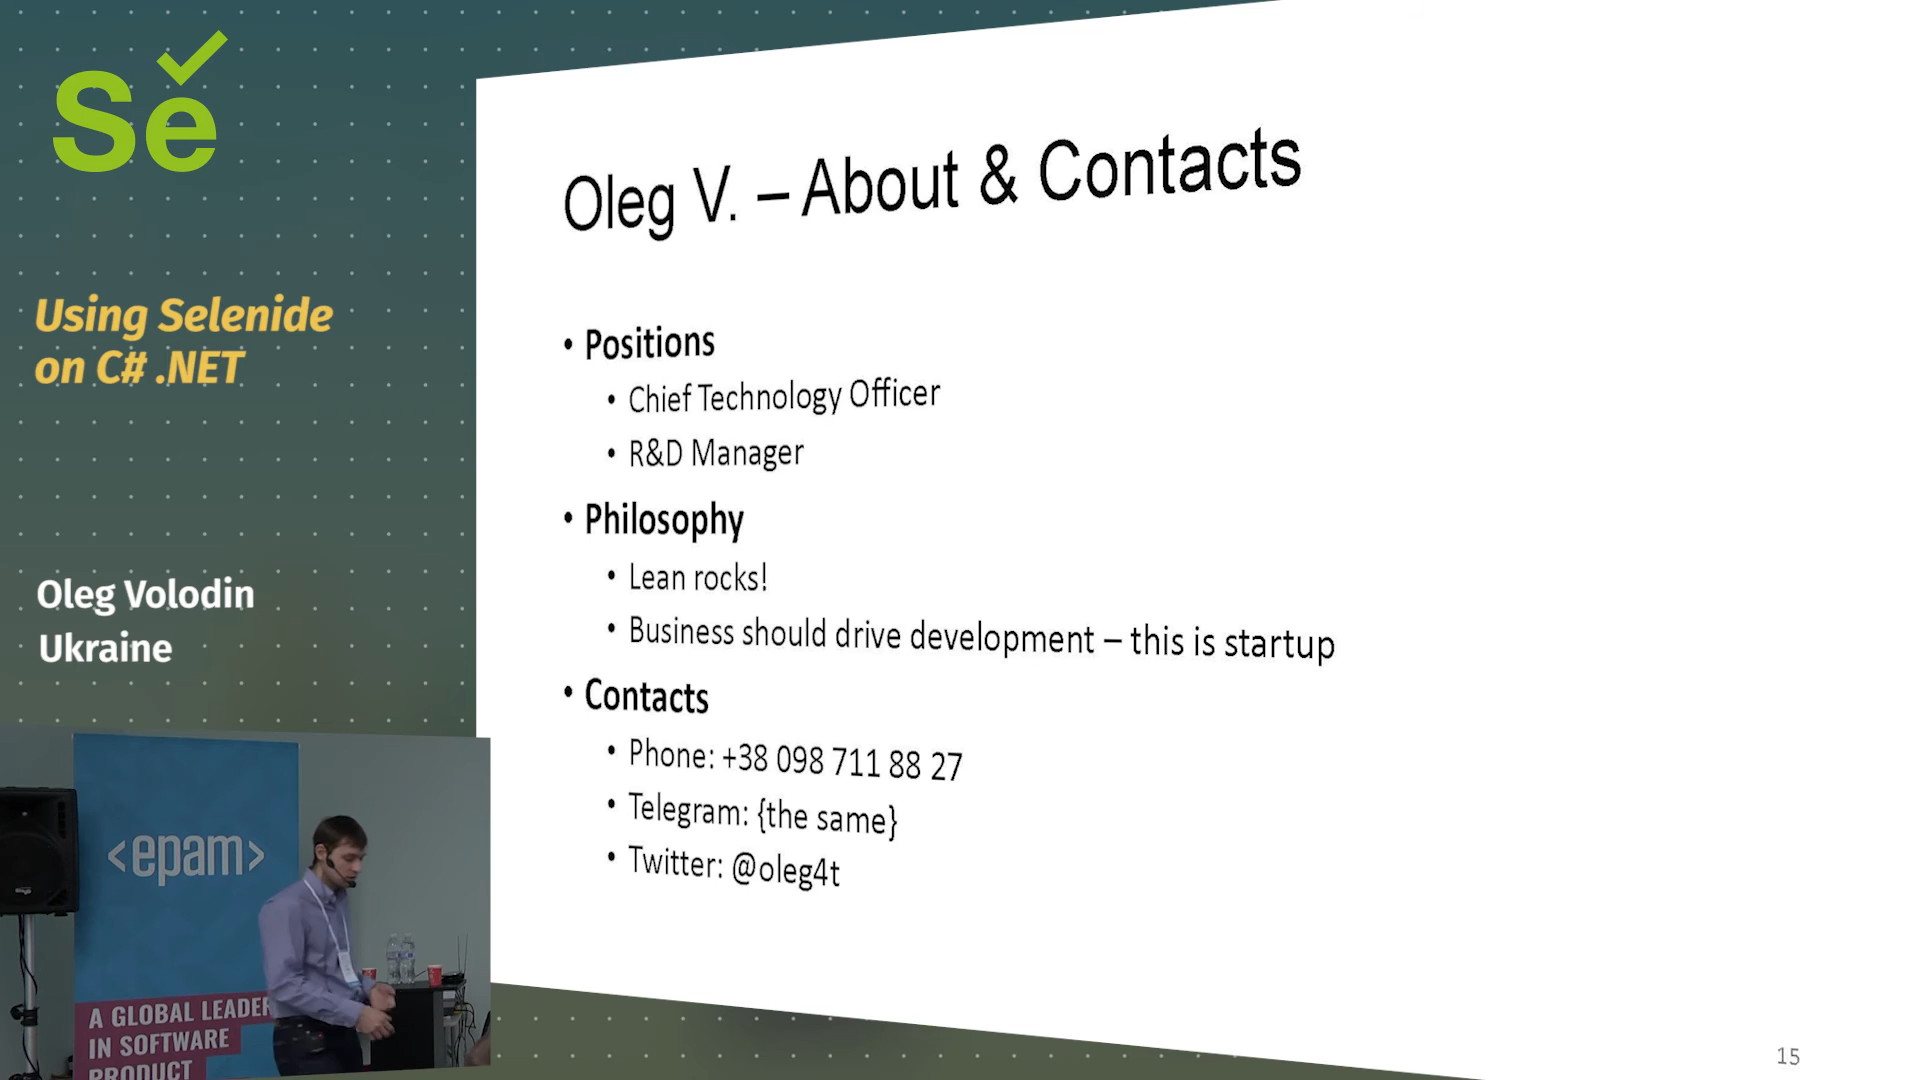 Se
Using Selenide
on C# .NET
Oleg Volodin
Ukraine
Oleg V. – About & Contacts
• Positions
• Chief Technology Officer
• R&D Manager
• Philosophy
• Lean rocks!
• Business should drive development – this is startup
• Contacts
• Phone: +38 098 711 88 27
• Telegram: {the same}
• Twitter: @oleg4t
15
<epam>
A GLOBAL LEADER
IN SOFTWARE
PRODUCT